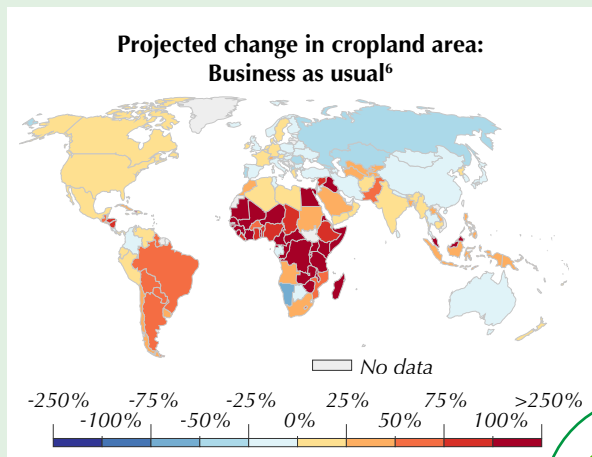 Projected change in cropland area:
Business as usual⁶
No data
-250% -75% -25% 25% 75% >250%
-100% -50% 0% 50% 100%